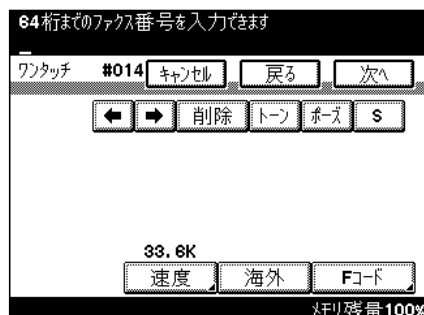 64桁までのファクス番号を入力できます
ワンタッチ #014 キャンセル 戻る 次へ
← → 削除 トーン ポーズ S
33.6K
速度 海外 Fコード
メモリ残量100%